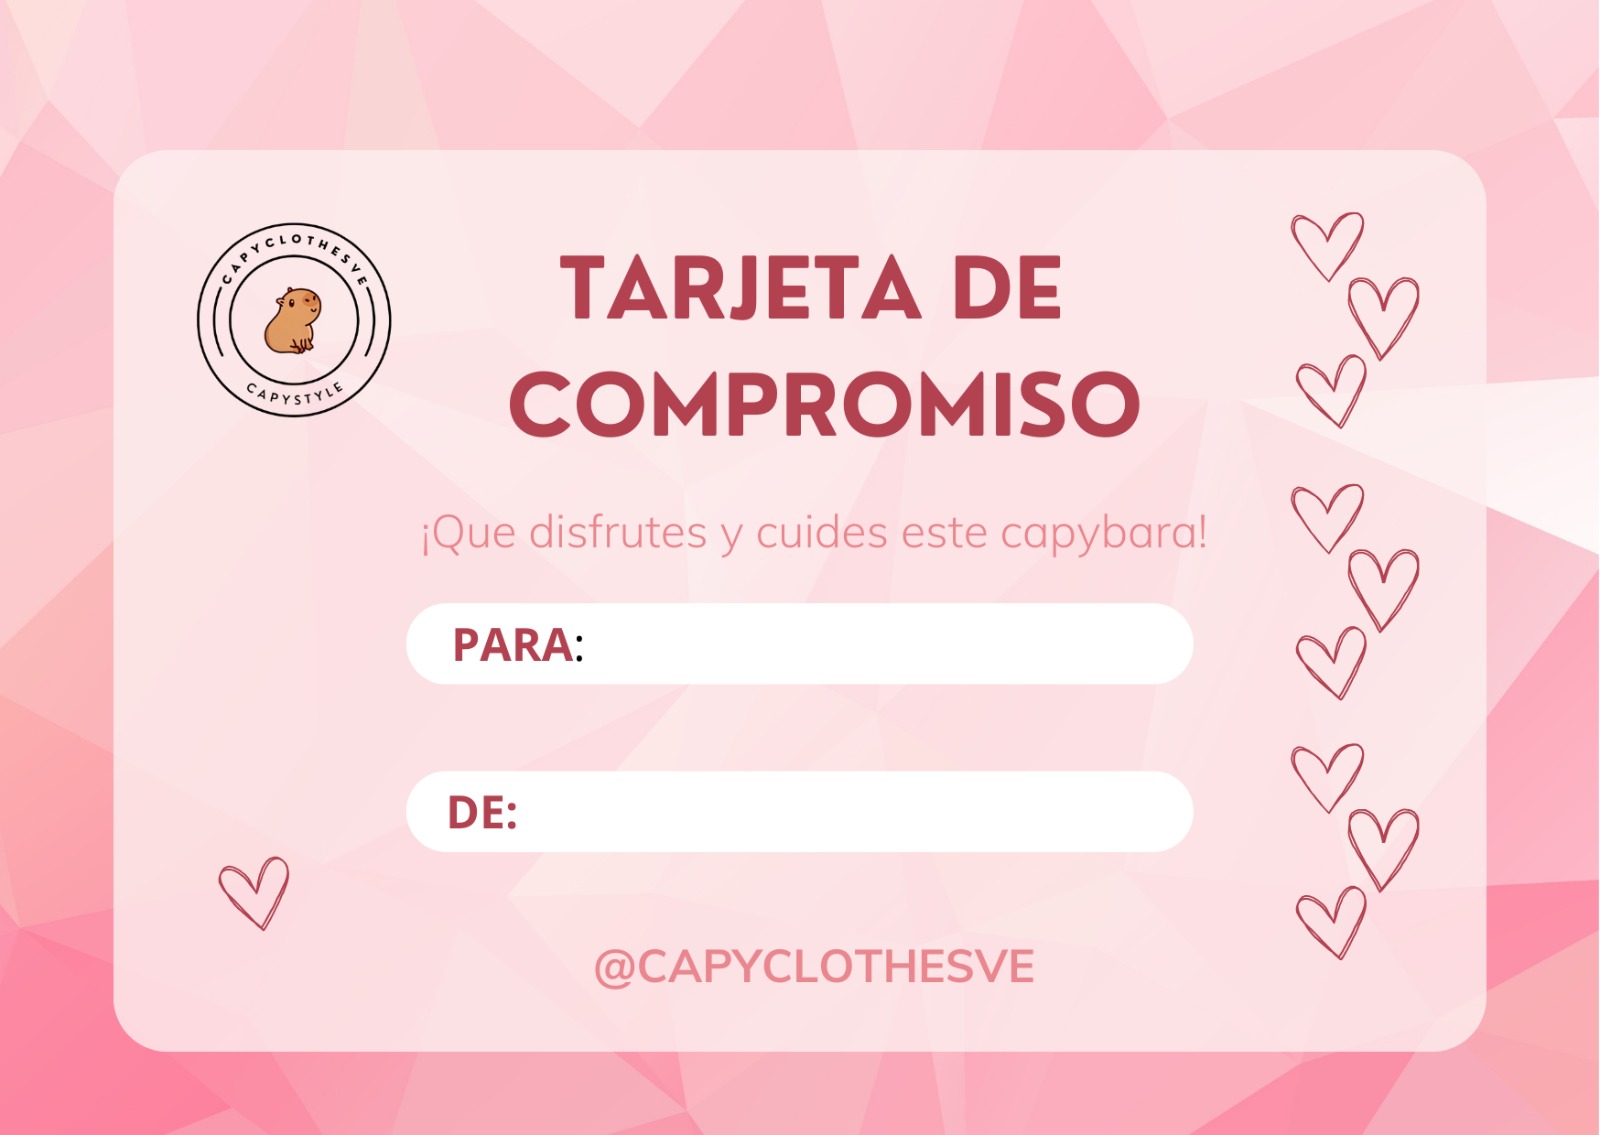 CAPYCLOTHESVE
CAPYSTYLE
TARJETA DE
COMPROMISO
¡Que disfrutes y cuides este capybara!
PARA:
DE:
@CAPYCLOTHESVE